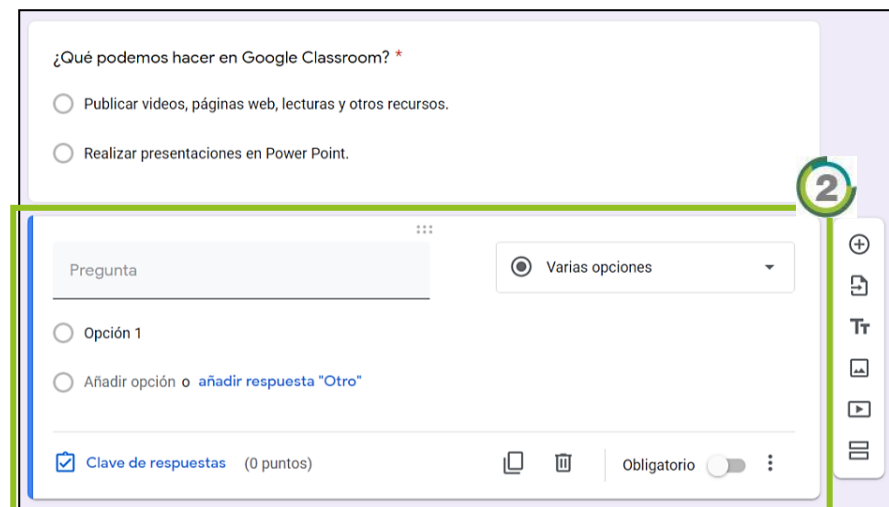 ¿Qué podemos hacer en Google Classroom? *
Publicar videos, páginas web, lecturas y otros recursos.
Realizar presentaciones en Power Point.
2
Pregunta
Varias opciones
Opción 1
Añadir opción o añadir respuesta "Otro"
Clave de respuestas (0 puntos)
Obligatorio
Tт